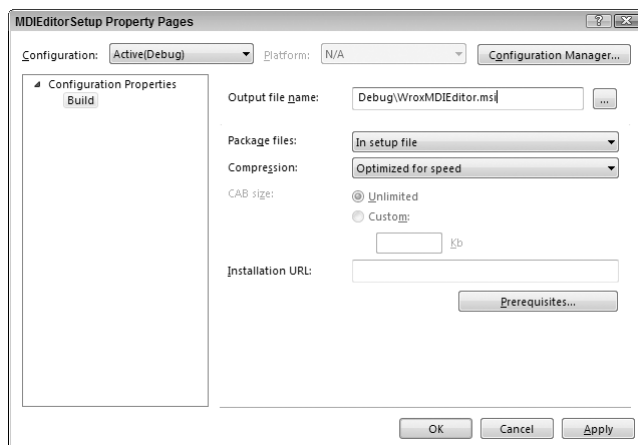 MDIEditorSetup Property Pages
Configuration: Active(Debug) Platform: N/A Configuration Manager...
Configuration Properties
Build
Output file name: Debug\WroxMDIEditor.msi ...
Package files: In setup file
Compression: Optimized for speed
CAB size: Unlimited
Custom:
Kb
Installation URL:
Prerequisites...
OK Cancel Apply